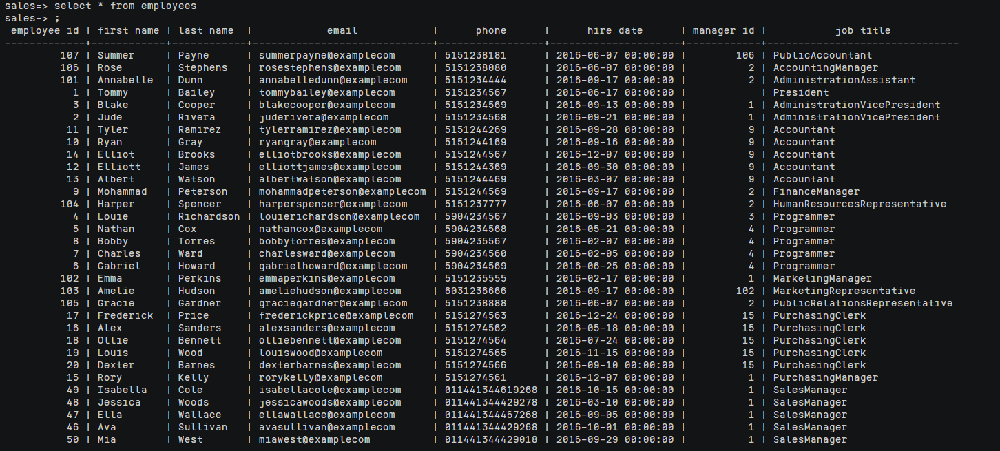 sales=> select * from employees
sales-> ;
 employee_id | first_name | last_name  |            email            |      phone      |      hire_date      | manager_id |           job_title
-------------+------------+------------+-----------------------------+-----------------+---------------------+------------+-------------------------------
         107 | Summer     | Payne      | summerpayne@examplecom      | 5151238181      | 2016-06-07 00:00:00 |        106 | PublicAccountant
         106 | Rose       | Stephens   | rosestephens@examplecom     | 5151238080      | 2016-06-07 00:00:00 |          2 | AccountingManager
         101 | Annabelle  | Dunn       | annabelledunn@examplecom    | 5151234444      | 2016-09-17 00:00:00 |          2 | AdministrationAssistant
           1 | Tommy      | Bailey     | tommybailey@examplecom      | 5151234567      | 2016-06-17 00:00:00 |            | President
           3 | Blake      | Cooper     | blakecooper@examplecom      | 5151234569      | 2016-09-13 00:00:00 |          1 | AdministrationVicePresident
           2 | Jude       | Rivera     | juderivera@examplecom       | 5151234568      | 2016-09-21 00:00:00 |          1 | AdministrationVicePresident
          11 | Tyler      | Ramirez    | tylerramirez@examplecom     | 5151244269      | 2016-09-28 00:00:00 |          9 | Accountant
          10 | Ryan       | Gray       | ryangray@examplecom         | 5151244169      | 2016-09-16 00:00:00 |          9 | Accountant
          14 | Elliot     | Brooks     | elliotbrooks@examplecom     | 5151244567      | 2016-12-07 00:00:00 |          9 | Accountant
          12 | Elliott    | James      | elliottjames@examplecom     | 5151244369      | 2016-09-30 00:00:00 |          9 | Accountant
          13 | Albert     | Watson     | albertwatson@examplecom     | 5151244469      | 2016-03-07 00:00:00 |          9 | Accountant
           9 | Mohammad   | Peterson   | mohammadpeterson@examplecom | 5151244569      | 2016-09-17 00:00:00 |          2 | FinanceManager
         104 | Harper     | Spencer    | harperspencer@examplecom    | 5151237777      | 2016-06-07 00:00:00 |          2 | HumanResourcesRepresentative
           4 | Louie      | Richardson | louierichardson@examplecom  | 5904234567      | 2016-09-03 00:00:00 |          3 | Programmer
           5 | Nathan     | Cox        | nathancox@examplecom        | 5904234568      | 2016-05-21 00:00:00 |          4 | Programmer
           8 | Bobby      | Torres     | bobbytorres@examplecom      | 5904235567      | 2016-02-07 00:00:00 |          4 | Programmer
           7 | Charles    | Ward       | charlesward@examplecom      | 5904234560      | 2016-02-05 00:00:00 |          4 | Programmer
           6 | Gabriel    | Howard     | gabrielhoward@examplecom    | 5904234569      | 2016-06-25 00:00:00 |          4 | Programmer
         102 | Emma       | Perkins    | emmaperkins@examplecom      | 5151235555      | 2016-02-17 00:00:00 |          1 | MarketingManager
         103 | Amelie     | Hudson     | ameliehudson@examplecom     | 6031236666      | 2016-09-17 00:00:00 |        102 | MarketingRepresentative
         105 | Gracie     | Gardner    | graciegardner@examplecom    | 5151238888      | 2016-06-07 00:00:00 |          2 | PublicRelationsRepresentative
          17 | Frederick  | Price      | frederickprice@examplecom   | 5151274563      | 2016-12-24 00:00:00 |         15 | PurchasingClerk
          16 | Alex       | Sanders    | alexsanders@examplecom      | 5151274562      | 2016-05-18 00:00:00 |         15 | PurchasingClerk
          18 | Ollie      | Bennett    | olliebennett@examplecom     | 5151274564      | 2016-07-24 00:00:00 |         15 | PurchasingClerk
          19 | Louis      | Wood       | louiswood@examplecom        | 5151274565      | 2016-11-15 00:00:00 |         15 | PurchasingClerk
          20 | Dexter     | Barnes     | dexterbarnes@examplecom     | 5151274566      | 2016-09-10 00:00:00 |         15 | PurchasingClerk
          15 | Rory       | Kelly      | rorykelly@examplecom        | 5151274561      | 2016-12-07 00:00:00 |          1 | PurchasingManager
          49 | Isabella   | Cole       | isabellacole@examplecom     | 011441344619268 | 2016-10-15 00:00:00 |          1 | SalesManager
          48 | Jessica    | Woods      | jessicawoods@examplecom     | 011441344429278 | 2016-03-10 00:00:00 |          1 | SalesManager
          47 | Ella       | Wallace    | ellawallace@examplecom      | 011441344467268 | 2016-09-05 00:00:00 |          1 | SalesManager
          46 | Ava        | Sullivan   | avasullivan@examplecom      | 011441344429268 | 2016-10-01 00:00:00 |          1 | SalesManager
          50 | Mia        | West       | miawest@examplecom          | 011441344429018 | 2016-09-29 00:00:00 |          1 | SalesManager